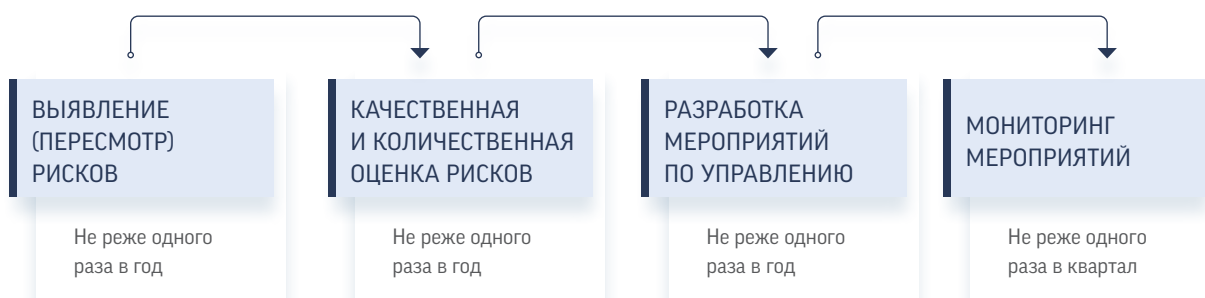 ВЫЯВЛЕНИЕ
(ПЕРЕСМОТР)
РИСКОВ
Не реже одного
раза в год
КАЧЕСТВЕННАЯ
И КОЛИЧЕСТВЕННАЯ
ОЦЕНКА РИСКОВ
Не реже одного
раза в год
РАЗРАБОТКА
МЕРОПРИЯТИЙ
ПО УПРАВЛЕНИЮ
Не реже одного
раза в год
МОНИТОРИНГ
МЕРОПРИЯТИЙ
Не реже одного
раза в квартал